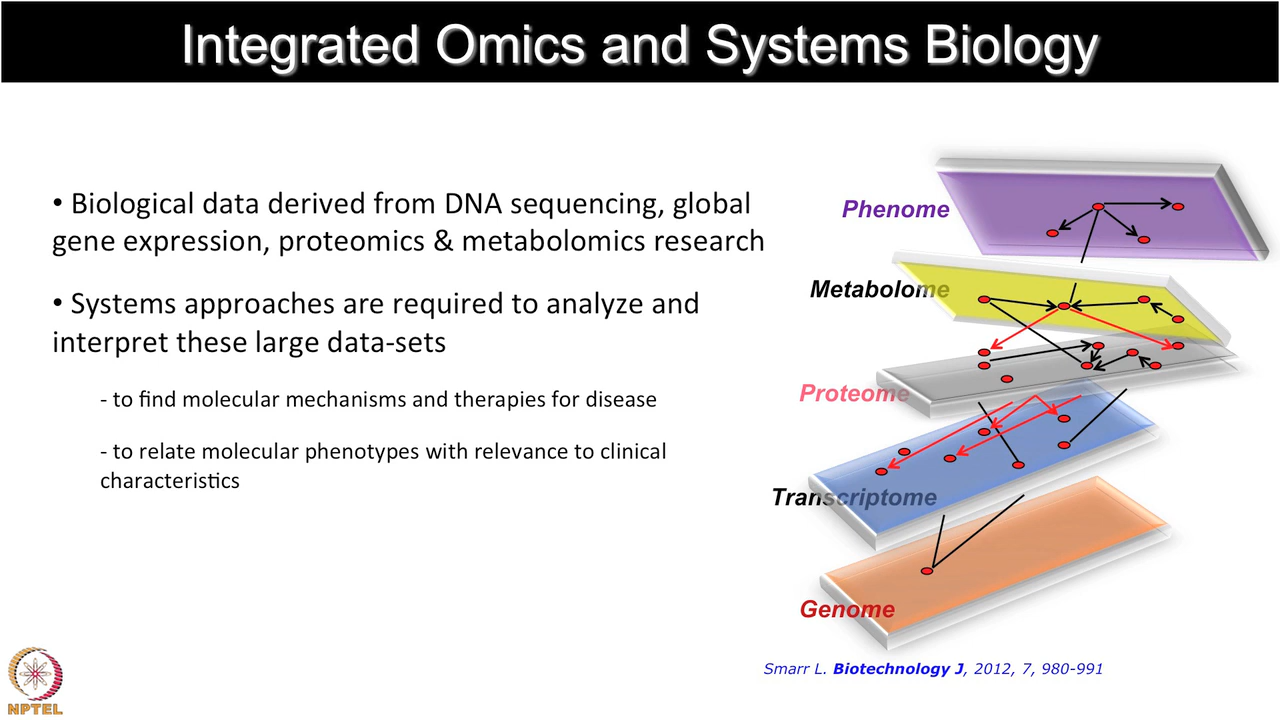 Integrated Omics and Systems Biology
• Biological data derived from DNA sequencing, global
gene expression, proteomics & metabolomics research
• Systems approaches are required to analyze and
interpret these large data-sets
- to find molecular mechanisms and therapies for disease
- to relate molecular phenotypes with relevance to clinical
characteristics
Phenome
Metabolome
Proteome
Transcriptome
Genome
Smarr L. Biotechnology J, 2012, 7, 980-991
NPTEL